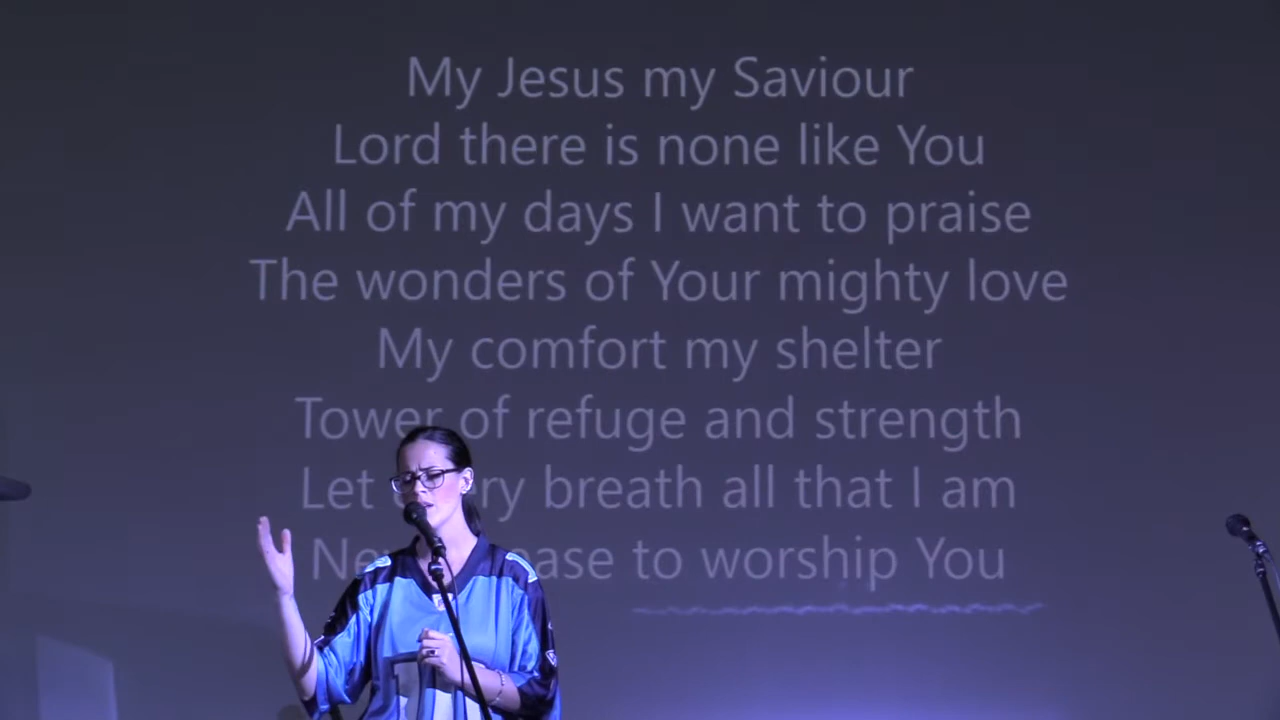 My Jesus my Saviour
Lord there is none like You
All of my days I want to praise
The wonders of Your mighty love
My comfort my shelter
Tower of refuge and strength
Let breath all that I am
to worship You